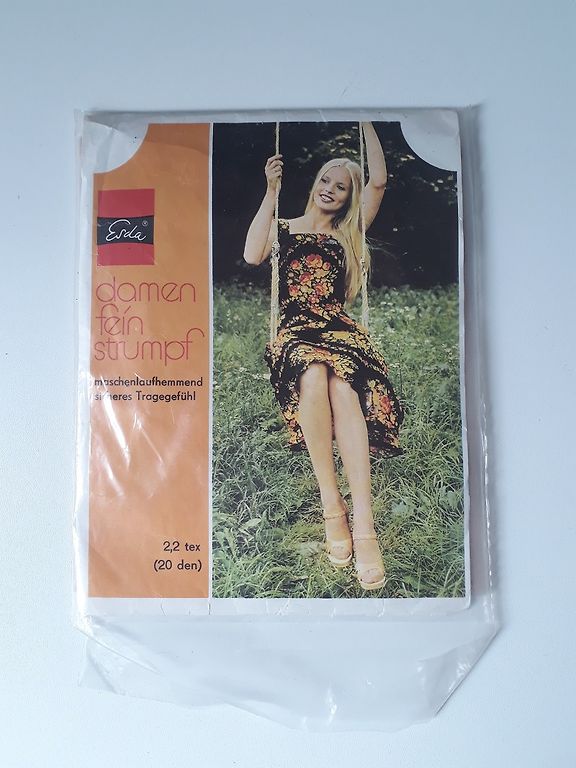 Esda®
damen
fein
strumpf
maschenlaufhemmend
sicheres Tragegefühl
2,2 tex
(20 den)